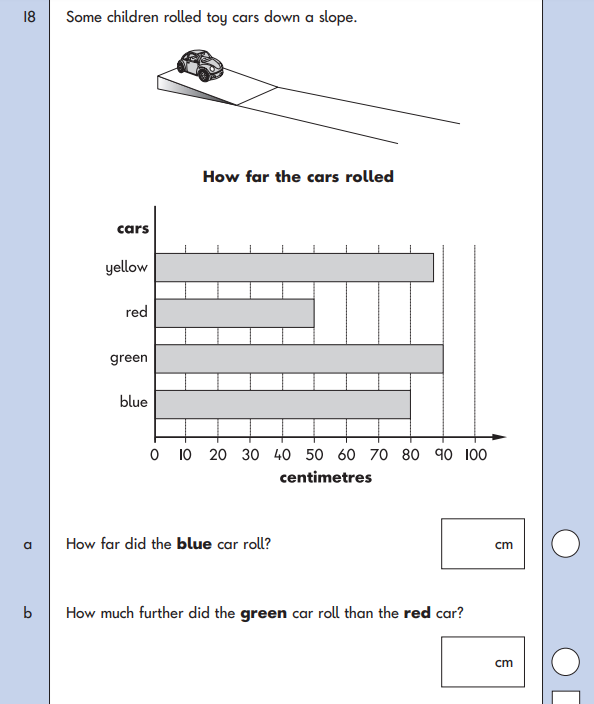 18 Some children rolled toy cars down a slope.
How far the cars rolled
cars
yellow
red
green
blue
0 10 20 30 40 50 60 70 80 90 100
centimetres
a How far did the blue car roll?
cm
b How much further did the green car roll than the red car?
cm